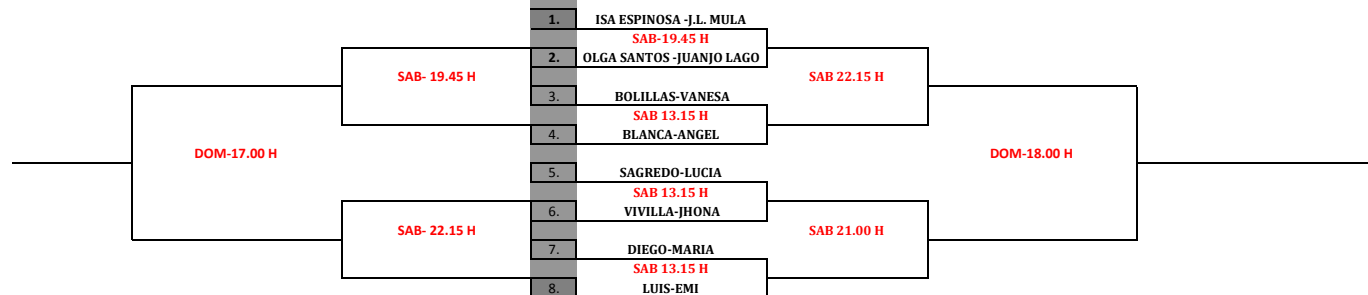 1. ISA ESPINOSA -J.L. MULA
SAB-19.45 H
2. OLGA SANTOS -JUANJO LAGO
SAB- 19.45 H
SAB 22.15 H
3. BOLILLAS-VANESA
SAB 13.15 H
4. BLANCA-ANGEL
DOM-17.00 H
DOM-18.00 H
5. SAGREDO-LUCIA
SAB 13.15 H
6. VIVILLA-JHONA
SAB- 22.15 H
SAB 21.00 H
7. DIEGO-MARIA
SAB 13.15 H
8. LUIS-EMI